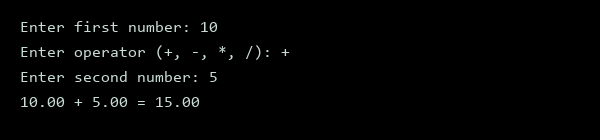 Enter first number: 10
Enter operator (+, -, *, /): +
Enter second number: 5
10.00 + 5.00 = 15.00